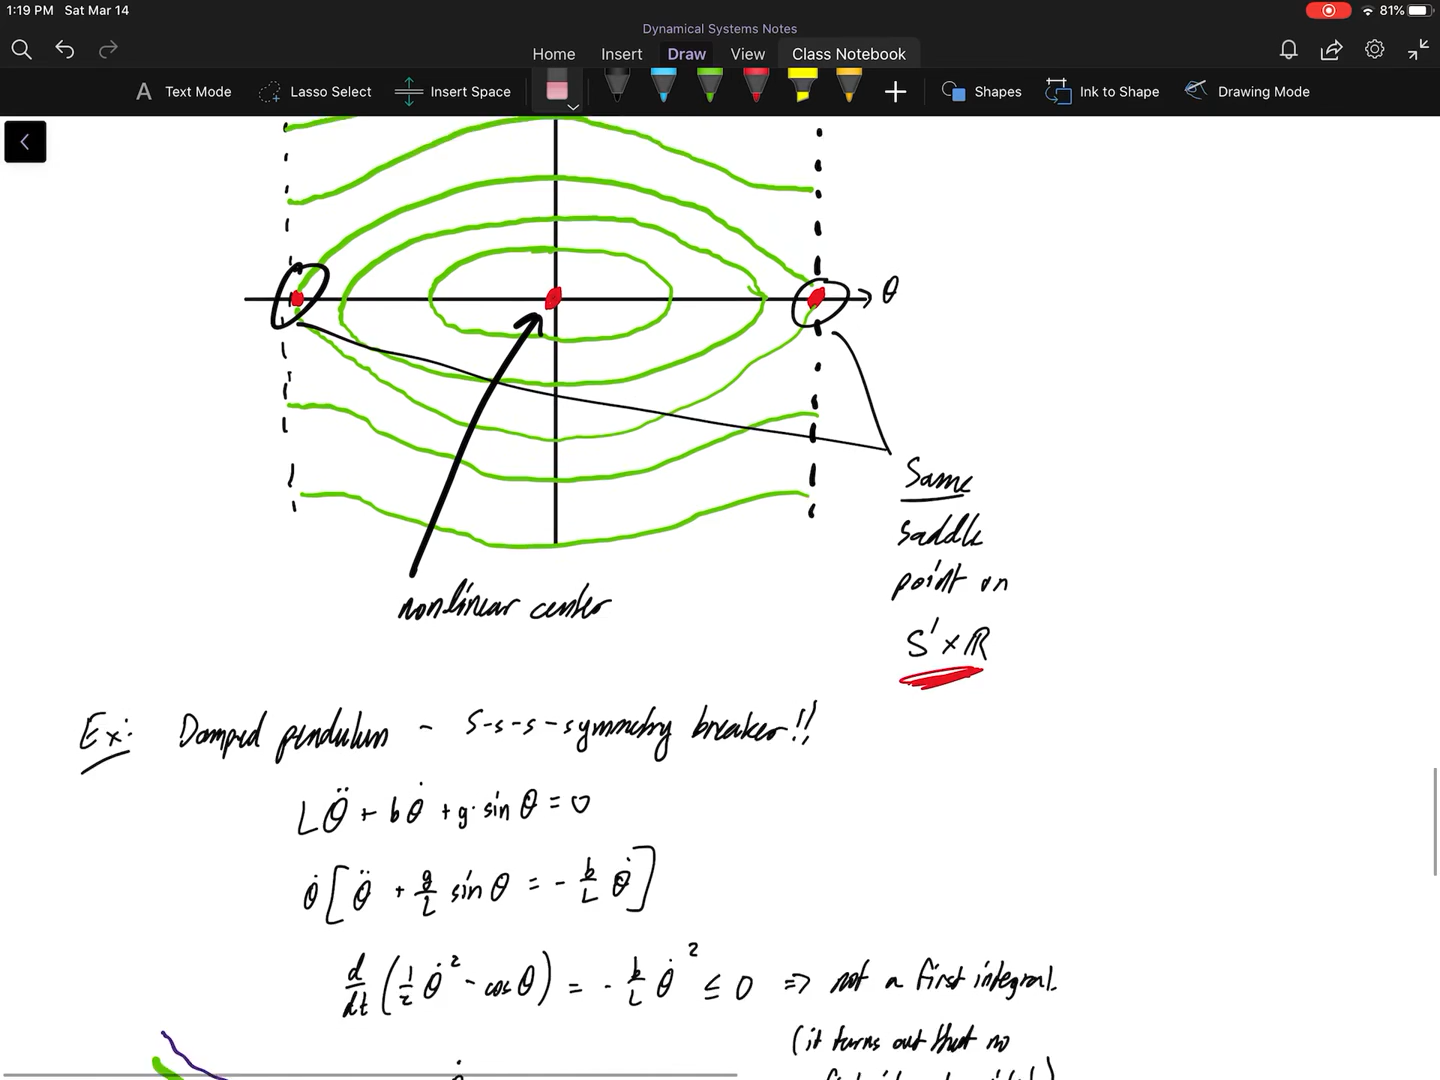 1:19 PM Sat Mar 14
81%
Dynamical Systems Notes
Home Insert Draw View Class Notebook
Text Mode Lasso Select Insert Space Shapes Ink to Shape Drawing Mode
θ
Same
saddle
point on
S¹ × ℝ
nonlinear center
Ex: Damped pendulum - s-s-s-symmetry breaker!!
Lθ̈ + bθ̇ + g·sin θ = 0
θ̇ [θ̈ + g/L sin θ = - b/L θ̇]
d/dt (1/2 θ̇² - cos θ) = - b/L θ̇² ≤ 0 => not a first integral.
(it turns out that no